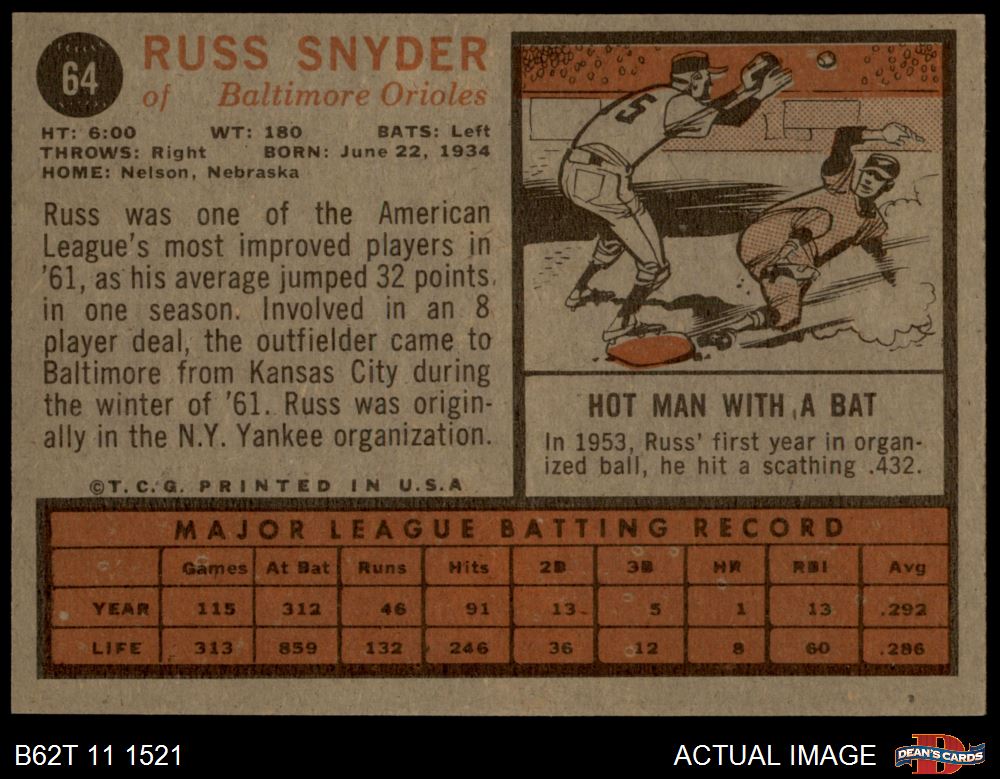 64
RUSS SNYDER
of Baltimore Orioles
HT: 6:00 WT: 180 BATS: Left
THROWS: Right BORN: June 22, 1934
HOME: Nelson, Nebraska
Russ was one of the American
League's most improved players in
'61, as his average jumped 32 points
in one season. Involved in an 8
player deal, the outfielder came to
Baltimore from Kansas City during
the winter of '61. Russ was origin-
ally in the N.Y. Yankee organization.
©T.C.G. PRINTED IN U.S.A
5
HOT MAN WITH A BAT
In 1953, Russ' first year in organ-
ized ball, he hit a scathing .432.
MAJOR LEAGUE BATTING RECORD
Games At Bat Runs Hits 2B 3B HR RBI Avg
YEAR 115 312 46 91 13 5 1 13 .292
LIFE 313 859 132 246 36 12 8 60 .286
B62T 11 1521 ACTUAL IMAGE D DEAN'S CARDS